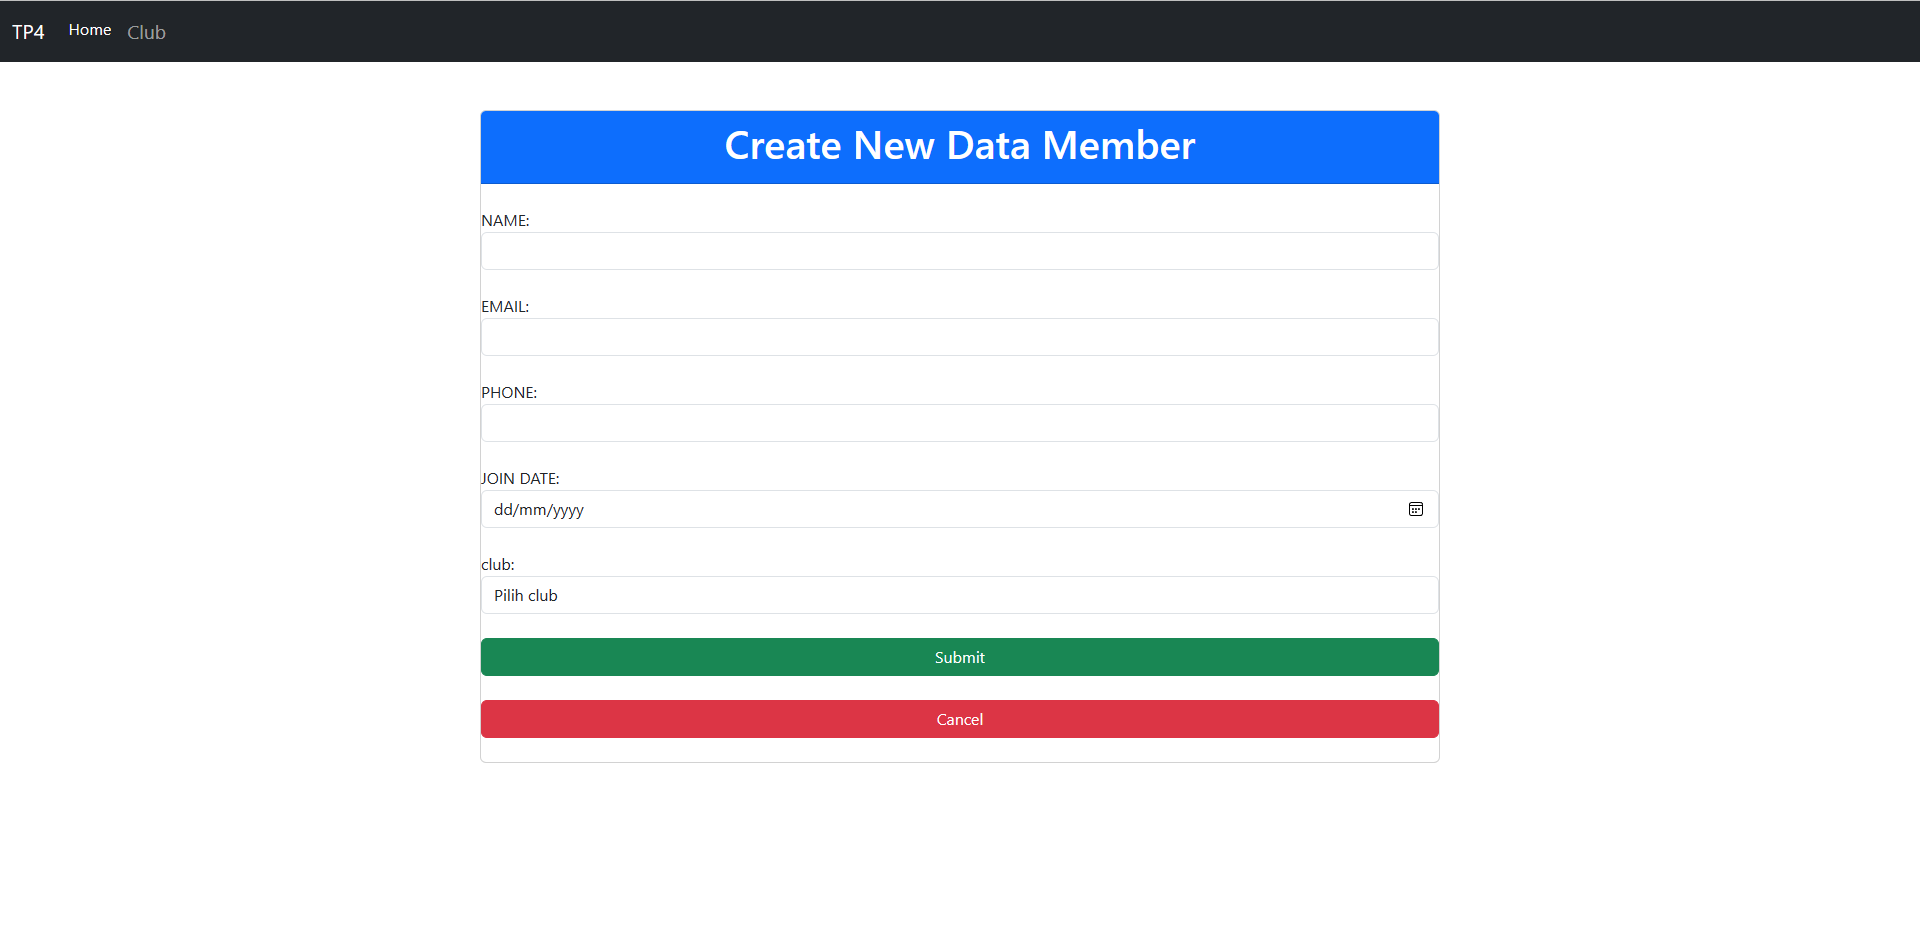 TP4 Home Club
Create New Data Member
NAME:
EMAIL:
PHONE:
JOIN DATE:
dd/mm/yyyy
club:
Pilih club
Submit
Cancel